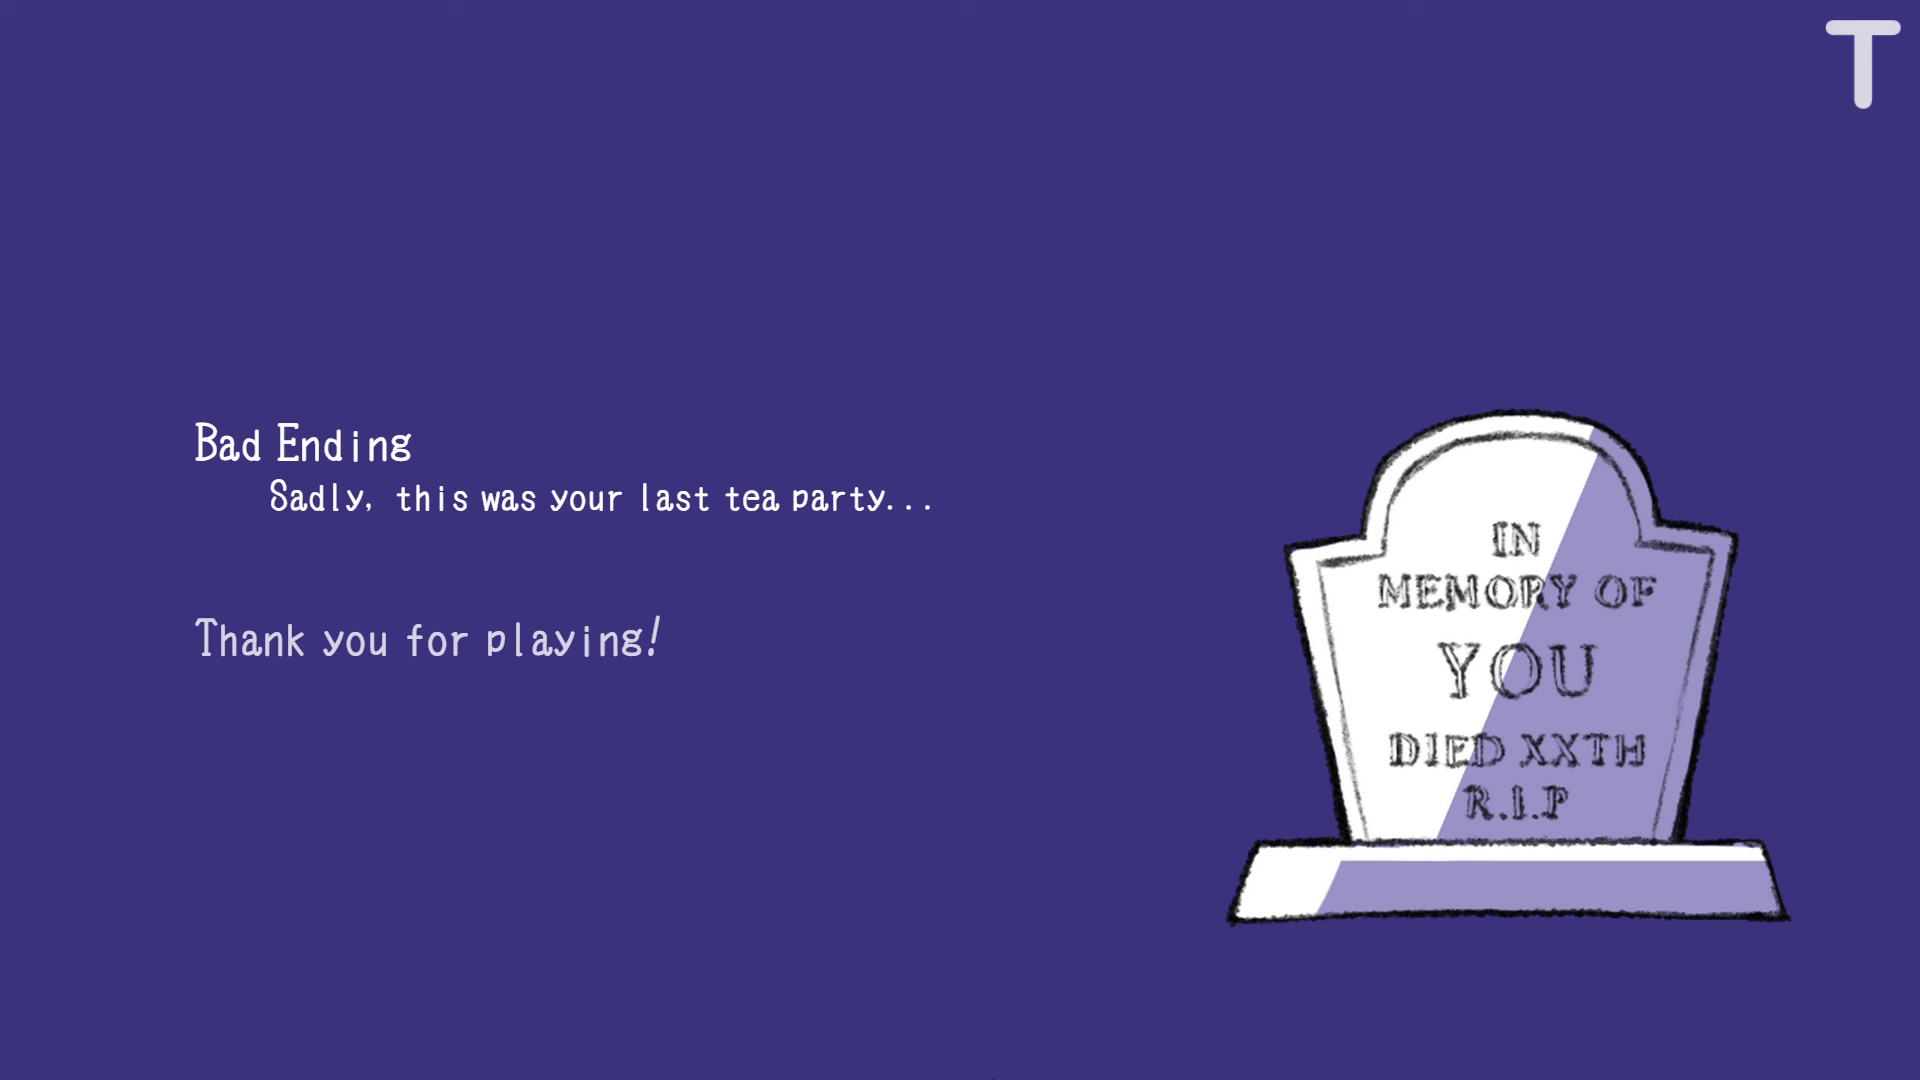 T
Bad Ending
Sadly, this was your last tea party...
Thank you for playing!
IN
MEMORY OF
YOU
DIED XXTH
R.I.P